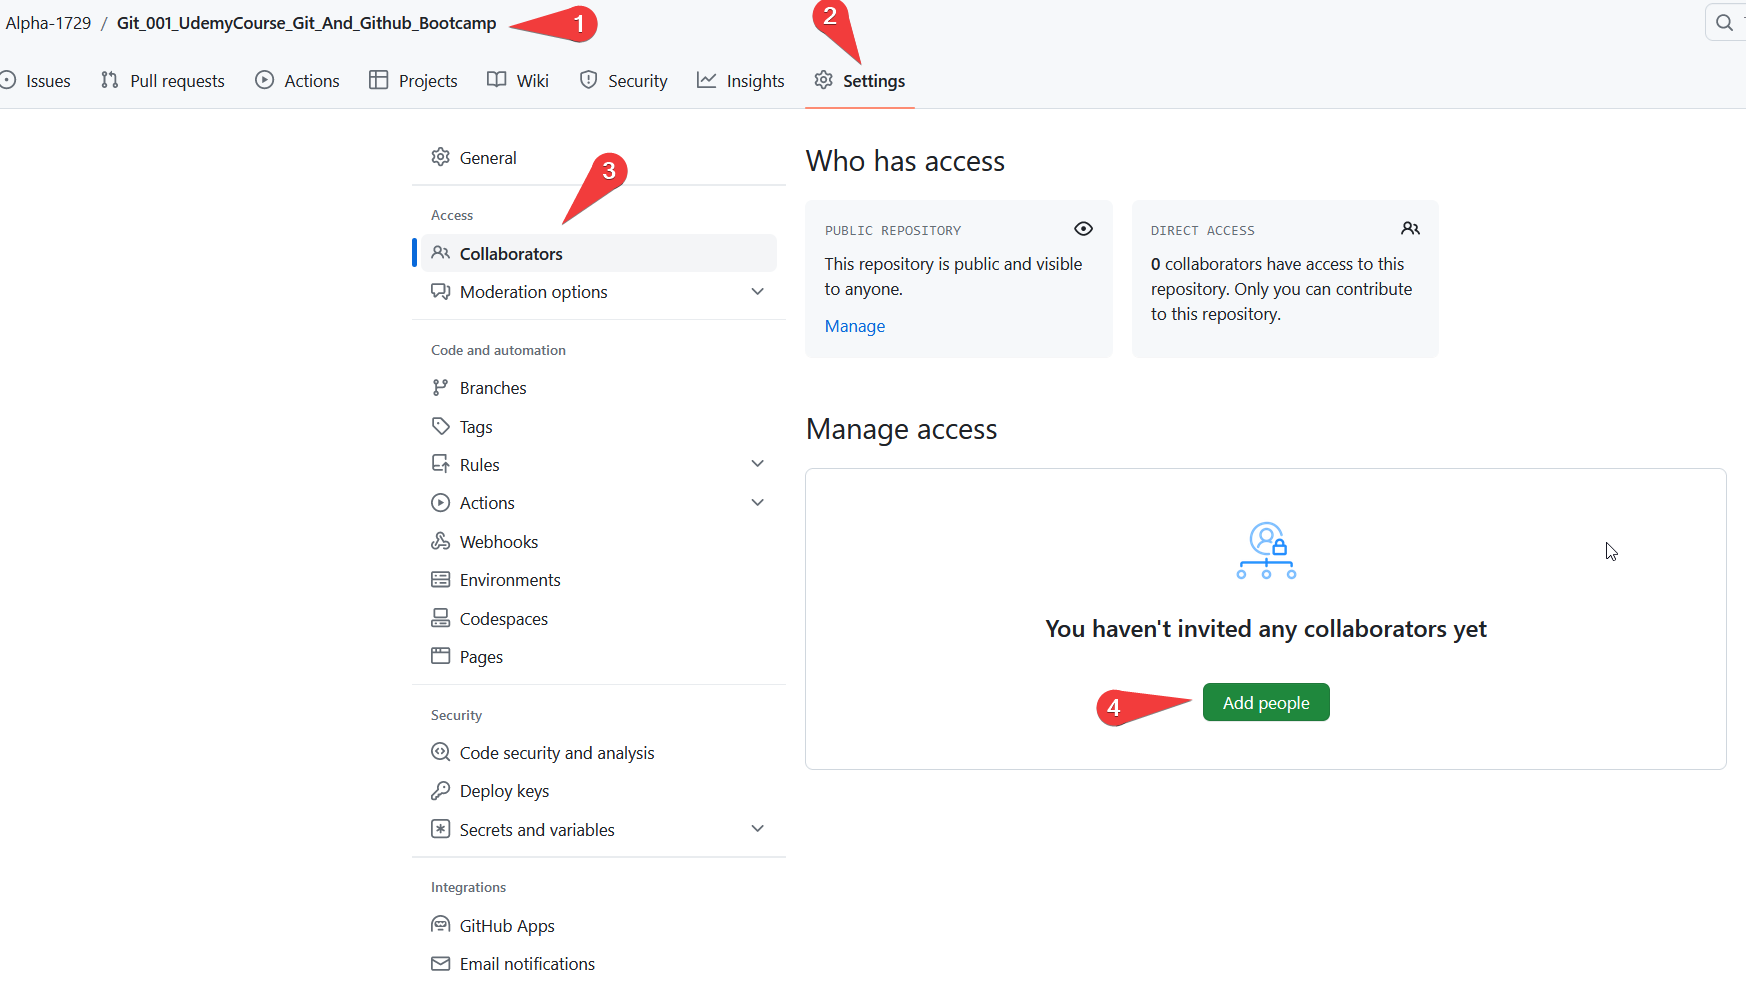 Alpha-1729 / Git_001_UdemyCourse_Git_And_Github_Bootcamp
1
2
Issues
Pull requests
Actions
Projects
Wiki
Security
Insights
Settings
General
3
Access
Collaborators
Moderation options
Code and automation
Branches
Tags
Rules
Actions
Webhooks
Environments
Codespaces
Pages
Security
Code security and analysis
Deploy keys
Secrets and variables
Integrations
GitHub Apps
Email notifications
Who has access
PUBLIC REPOSITORY
This repository is public and visible
to anyone.
Manage
DIRECT ACCESS
0 collaborators have access to this
repository. Only you can contribute
to this repository.
Manage access
You haven't invited any collaborators yet
4
Add people